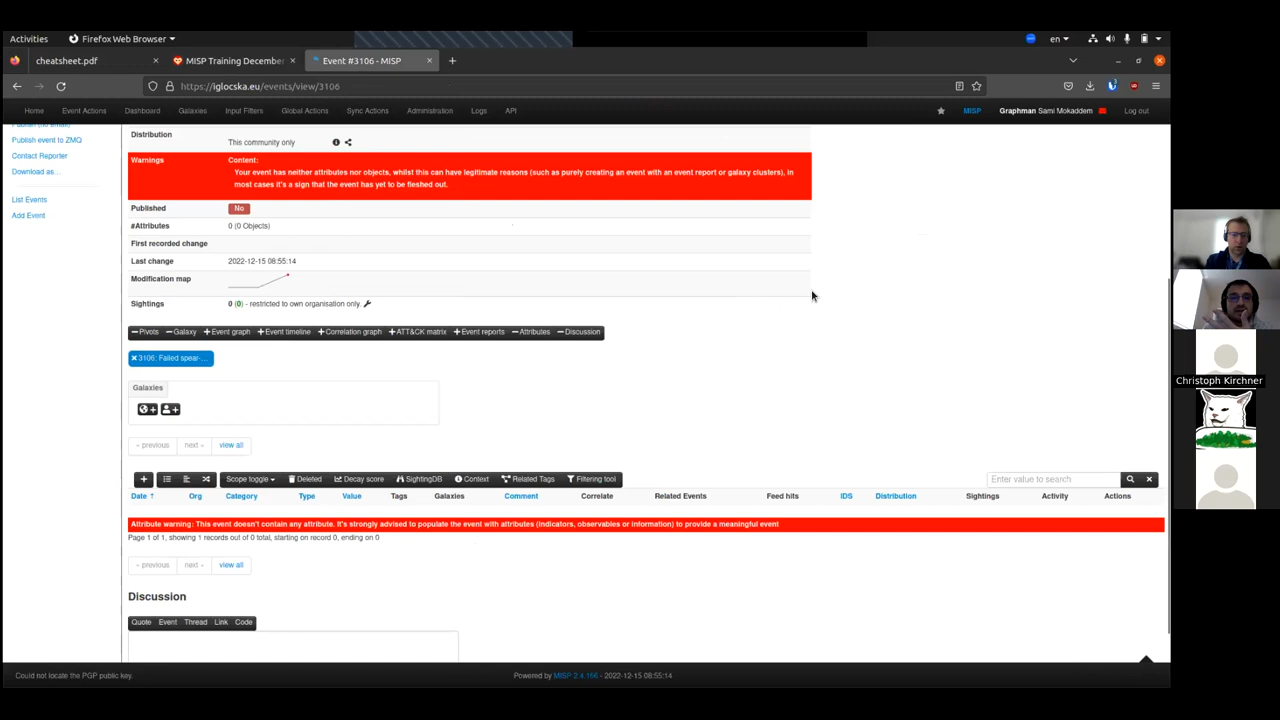 Activities
Firefox Web Browser
en
cheatsheet.pdf
MISP Training December
Event #3106 - MISP
https://iglocska.eu/events/view/3106
Home
Event Actions
Dashboard
Galaxies
Input Filters
Global Actions
Sync Actions
Administration
Logs
API
MISP
Graphman Sami Mokaddem
Log out
Publish (no email)
Publish event to ZMQ
Contact Reporter
Download as...
List Events
Add Event
Distribution
This community only
Warnings
Content:
Your event has neither attributes nor objects, whilst this can have legitimate reasons (such as purely creating an event with an event report or galaxy clusters), in
most cases it's a sign that the event has yet to be fleshed out.
Published
No
#Attributes
0 (0 Objects)
First recorded change
Last change
2022-12-15 08:55:14
Modification map
Sightings
0 (0) - restricted to own organisation only.
Pivots
Galaxy
Event graph
Event timeline
Correlation graph
ATT&CK matrix
Event reports
Attributes
Discussion
3106: Failed spear-...
Galaxies
« previous
next »
view all
Scope toggle
Deleted
Decay score
SightingDB
Context
Related Tags
Filtering tool
Enter value to search
Date
Org
Category
Type
Value
Tags
Galaxies
Comment
Correlate
Related Events
Feed hits
IDS
Distribution
Sightings
Activity
Actions
Attribute warning: This event doesn't contain any attribute. It's strongly advised to populate the event with attributes (indicators, observables or information) to provide a meaningful event
Page 1 of 1, showing 1 records out of 0 total, starting on record 0, ending on 0
« previous
next »
view all
Discussion
Quote
Event
Thread
Link
Code
Could not locate the PGP public key.
Powered by MISP 2.4.166 - 2022-12-15 08:55:14
Christoph Kirchner